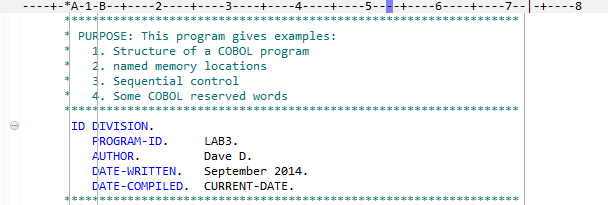 ----+-*A-1-B--+----2----+----3----+----4----+----5----+----6----+----7--|-+----8
***************************************************************
* PURPOSE: This program gives examples:
*   1. Structure of a COBOL program
*   2. named memory locations
*   3. Sequential control
*   4. Some COBOL reserved words
***************************************************************
ID DIVISION.
PROGRAM-ID.     LAB3.
AUTHOR.         Dave D.
DATE-WRITTEN.   September 2014.
DATE-COMPILED.  CURRENT-DATE.
***************************************************************